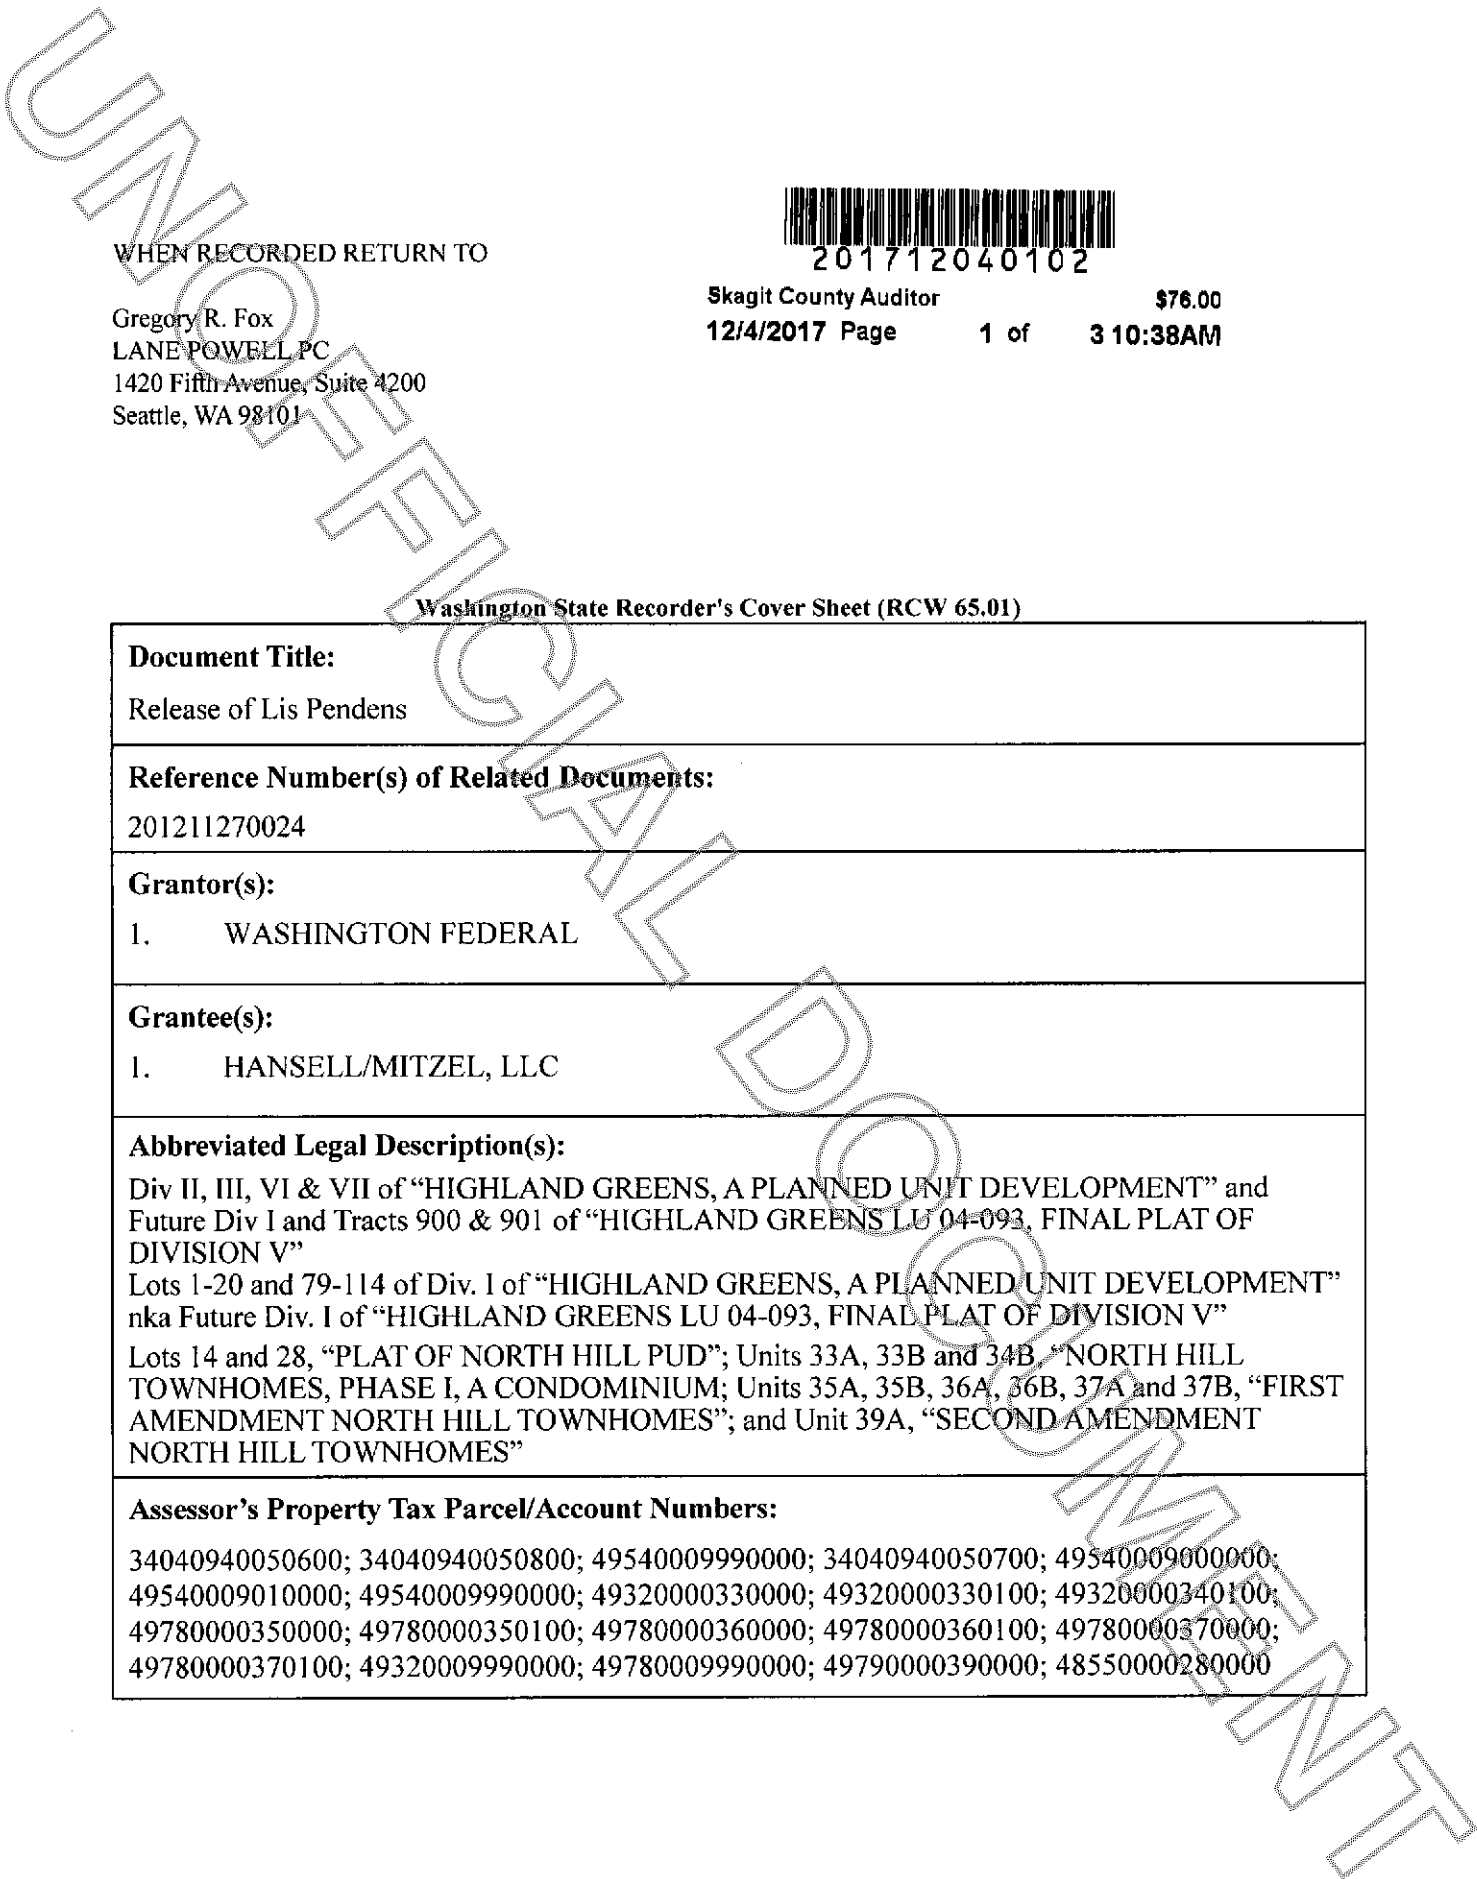 UNOFFICIAL DOCUMENT
WHEN RECORDED RETURN TO
Gregory R. Fox
LANE POWELL PC
1420 Fifth Avenue, Suite 4200
Seattle, WA 98101
201712040102
Skagit County Auditor $76.00
12/4/2017 Page 1 of 3 10:38AM
Washington State Recorder's Cover Sheet (RCW 65.01)
Document Title:
Release of Lis Pendens
Reference Number(s) of Related Documents:
201211270024
Grantor(s):
1. WASHINGTON FEDERAL
Grantee(s):
1. HANSELL/MITZEL, LLC
Abbreviated Legal Description(s):
Div II, III, VI & VII of “HIGHLAND GREENS, A PLANNED UNIT DEVELOPMENT” and
Future Div I and Tracts 900 & 901 of “HIGHLAND GREENS LU 04-093, FINAL PLAT OF
DIVISION V”
Lots 1-20 and 79-114 of Div. I of “HIGHLAND GREENS, A PLANNED UNIT DEVELOPMENT”
nka Future Div. I of “HIGHLAND GREENS LU 04-093, FINAL PLAT OF DIVISION V”
Lots 14 and 28, “PLAT OF NORTH HILL PUD”; Units 33A, 33B and 34B, “NORTH HILL
TOWNHOMES, PHASE I, A CONDOMINIUM; Units 35A, 35B, 36A, 36B, 37A and 37B, “FIRST
AMENDMENT NORTH HILL TOWNHOMES”; and Unit 39A, “SECOND AMENDMENT
NORTH HILL TOWNHOMES”
Assessor’s Property Tax Parcel/Account Numbers:
34040940050600; 34040940050800; 49540009990000; 34040940050700; 49540009000000;
49540009010000; 49540009990000; 49320000330000; 49320000330100; 49320000340100;
49780000350000; 49780000350100; 49780000360000; 49780000360100; 49780000370000;
49780000370100; 49320009990000; 49780009990000; 49790000390000; 48550000280000